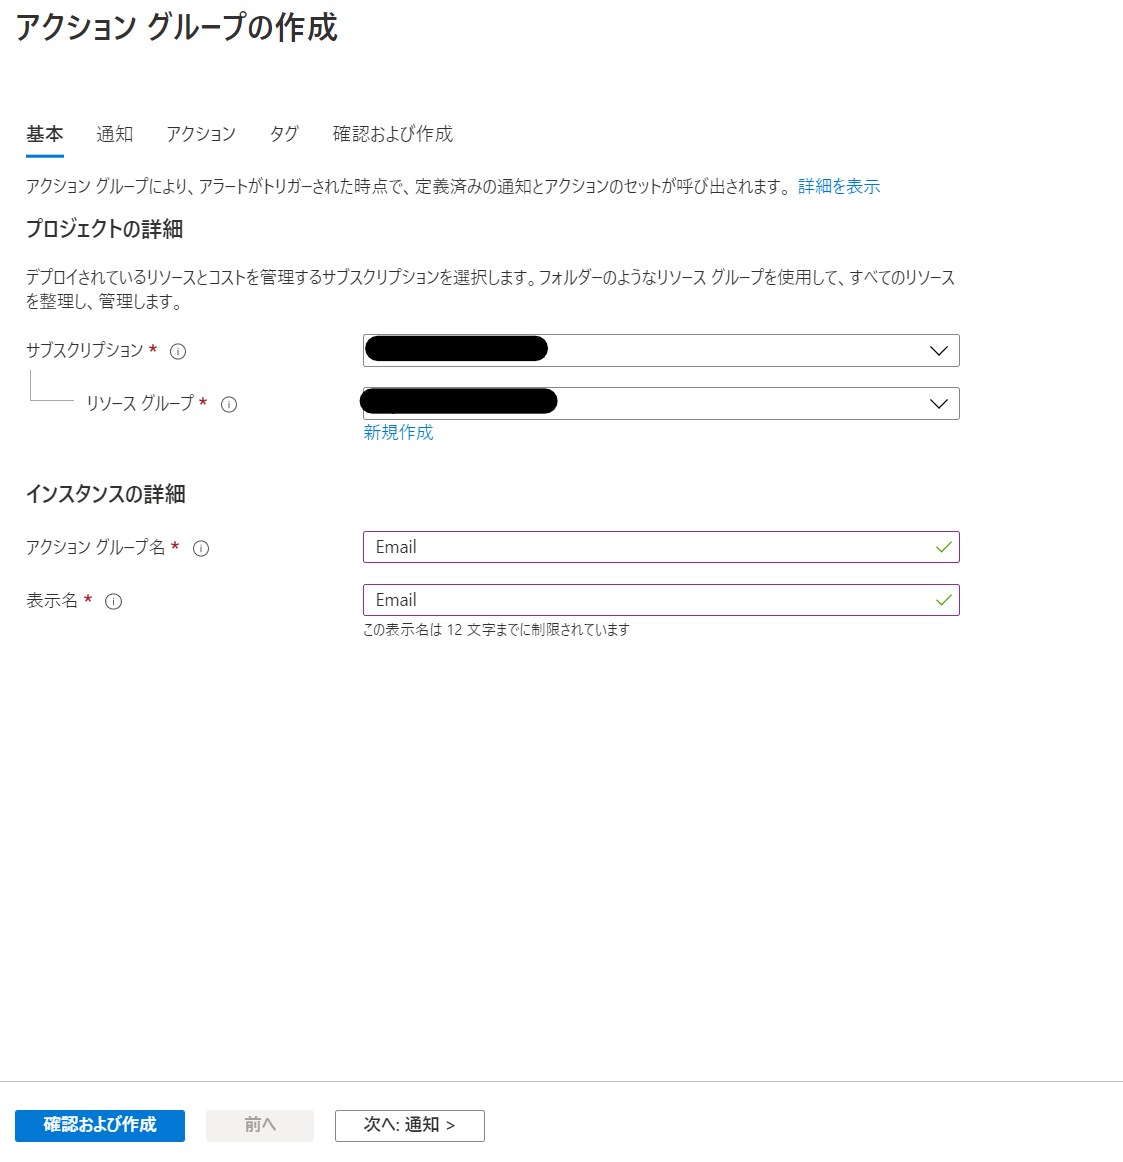 アクション グループの作成
基本 通知 アクション タグ 確認および作成
アクション グループにより、アラートがトリガーされた時点で、定義済みの通知とアクションのセットが呼び出されます。 詳細を表示
プロジェクトの詳細
デプロイされているリソースとコストを管理するサブスクリプションを選択します。フォルダーのようなリソース グループを使用して、すべてのリソース
を整理し、管理します。
サブスクリプション *
リソース グループ *
新規作成
インスタンスの詳細
アクション グループ名 * Email
表示名 * Email
この表示名は 12 文字までに制限されています
確認および作成 前へ 次へ: 通知 >